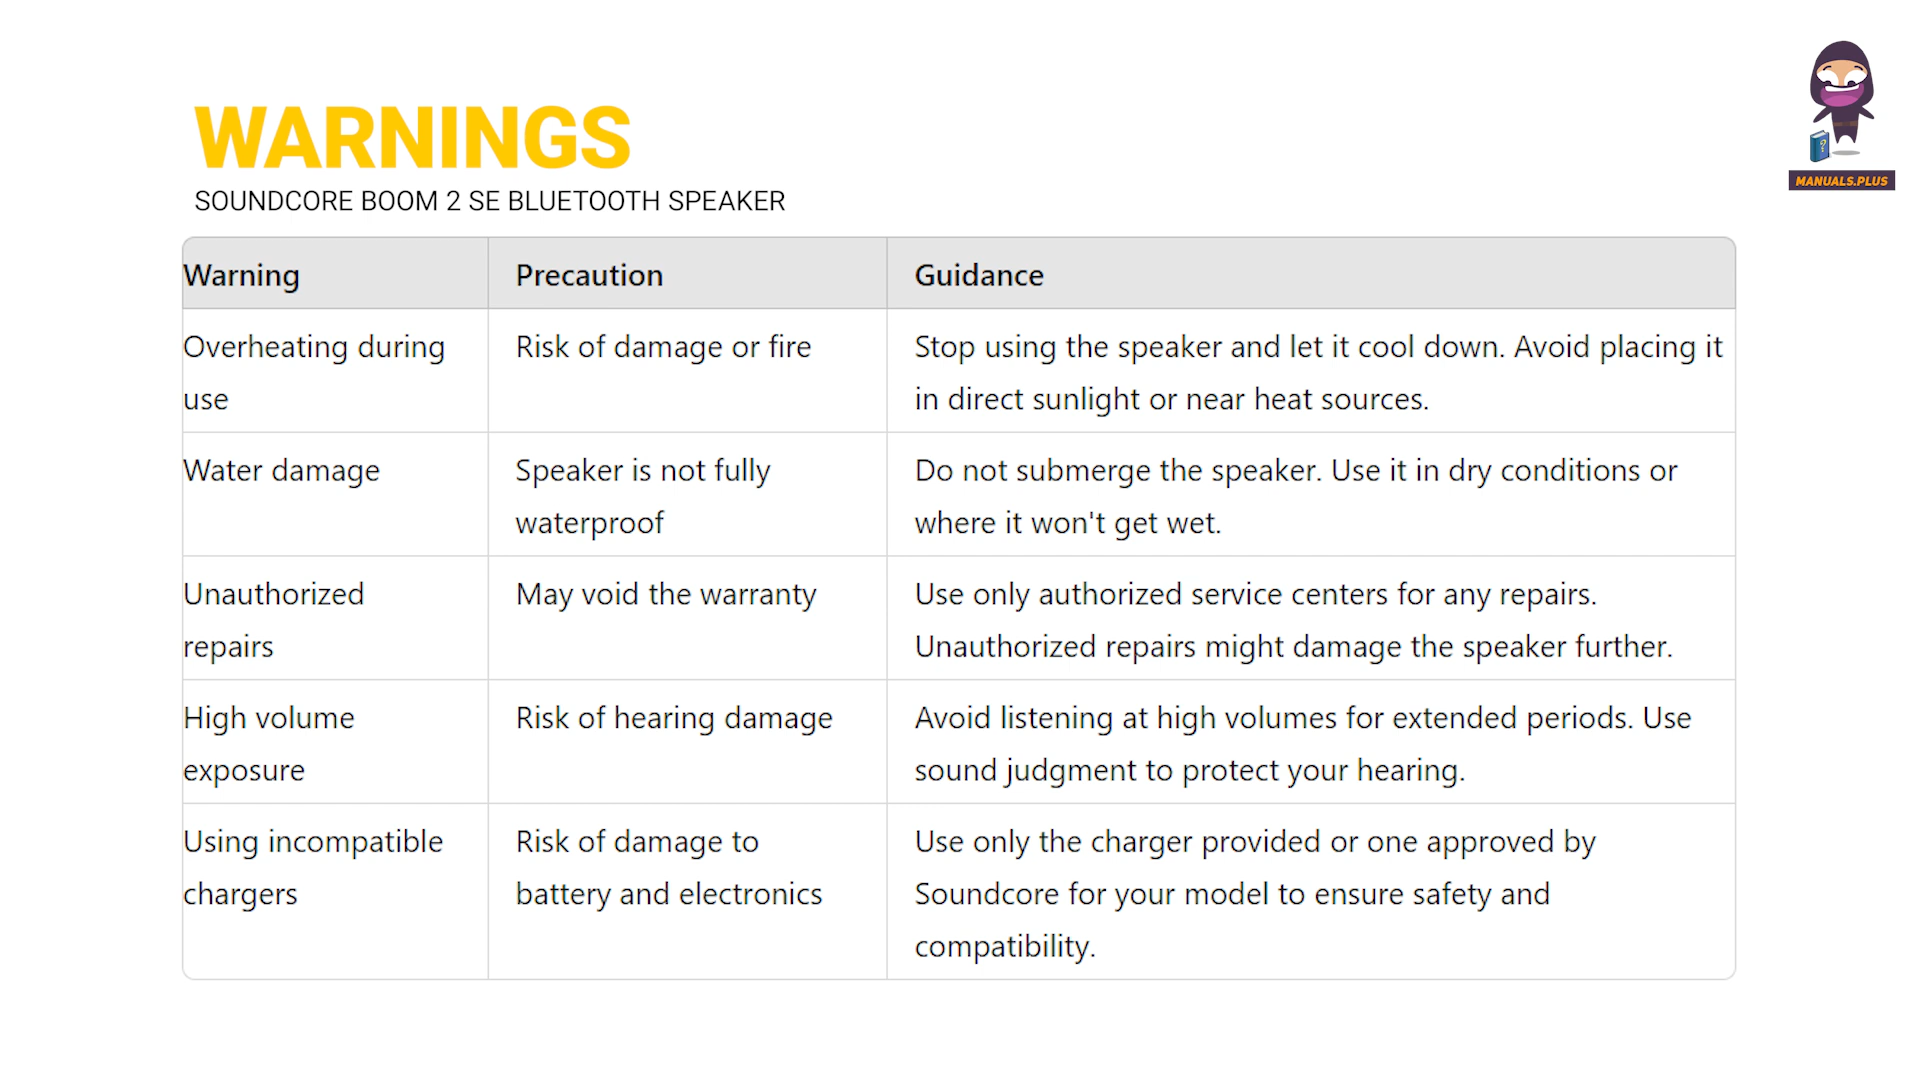 MANUALS.PLUS
WARNINGS
SOUNDCORE BOOM 2 SE BLUETOOTH SPEAKER
Warning Precaution Guidance
Overheating during
use
Risk of damage or fire
Stop using the speaker and let it cool down. Avoid placing it
in direct sunlight or near heat sources.
Water damage
Speaker is not fully
waterproof
Do not submerge the speaker. Use it in dry conditions or
where it won't get wet.
Unauthorized
repairs
May void the warranty
Use only authorized service centers for any repairs.
Unauthorized repairs might damage the speaker further.
High volume
exposure
Risk of hearing damage
Avoid listening at high volumes for extended periods. Use
sound judgment to protect your hearing.
Using incompatible
chargers
Risk of damage to
battery and electronics
Use only the charger provided or one approved by
Soundcore for your model to ensure safety and
compatibility.